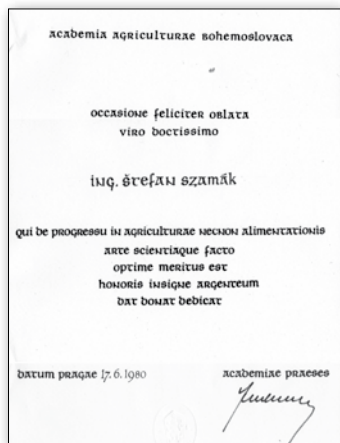 academia agriculturae bohemoslovaca
occasione feliciter oblata
viro doctissimo
ing. štefan szamák
qui de progressu in agriculturae necnon alimentationis
arte scientiaque facto
optime meritus est
honoris insigne argenteum
dat donat dedicat
datum pragae 17. 6. 1980
academiae praeses